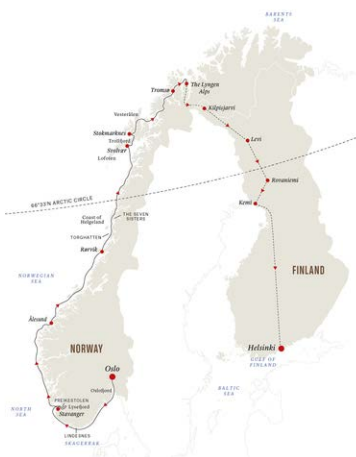 BARENTS
SEA
The Lyngen
Alps
Tromsø
Kilpisjärvi
Vesterålen
Stokmarknes
Trollfjord
Svolvær
Lofoten
Levi
66°33'N ARCTIC CIRCLE
Rovaniemi
Kemi
Coast of
Helgeland
THE SEVEN
SISTERS
TORGHATTEN
Rørvik
NORWEGIAN
SEA
FINLAND
Ålesund
NORWAY
Helsinki
GULF OF
FINLAND
Oslo
BALTIC
SEA
Oslofjord
PREIKESTOLEN
& Lysefjord
Stavanger
NORTH
SEA
LINDESNES
SKAGERRAK